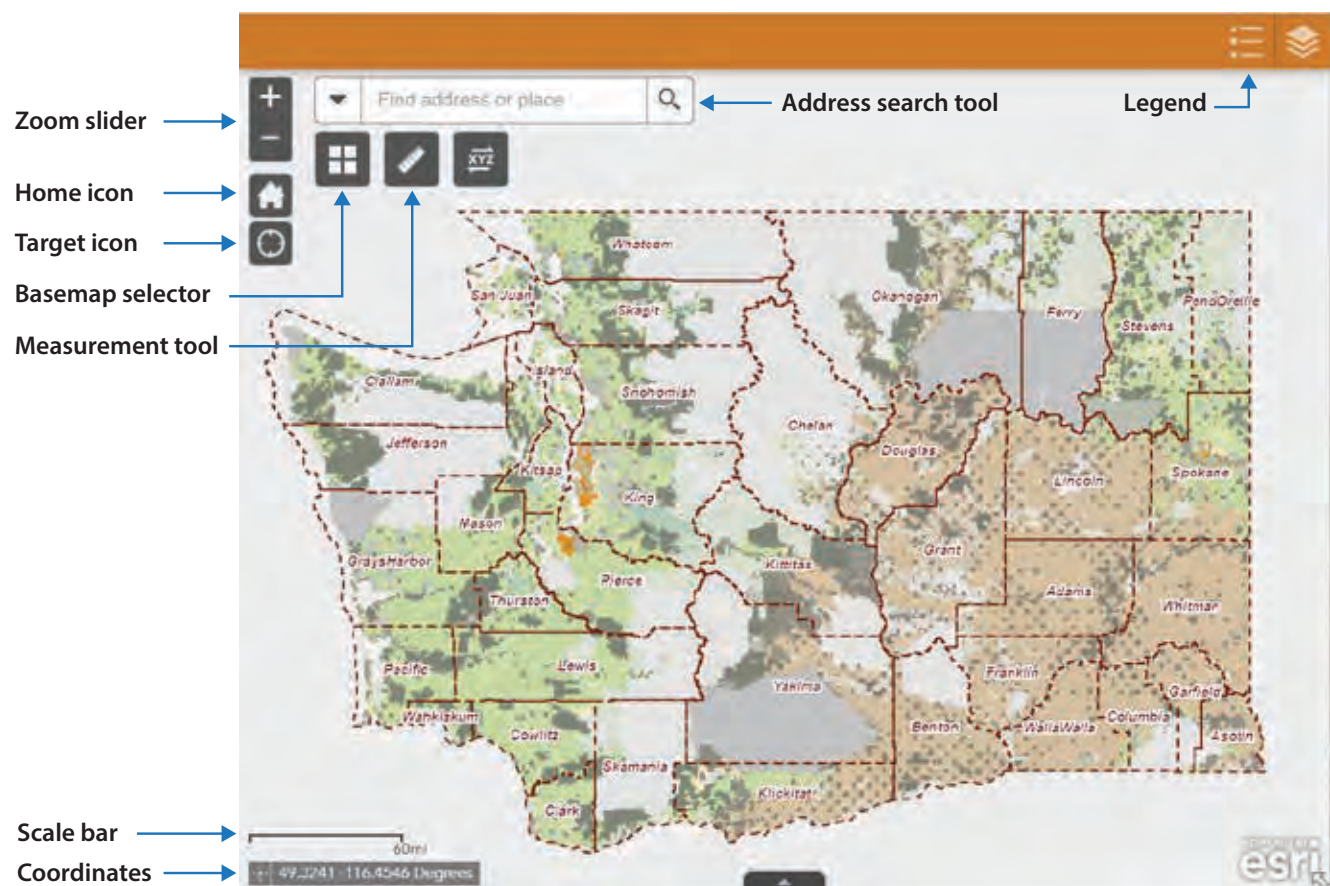 Find address or place
Address search tool
Legend
Zoom slider
XYZ
Home icon
Target icon
Basemap selector
Measurement tool
Whatcom
San Juan
Skagit
Okanogan
Ferry
PendOreille
Stevens
Clallam
Island
Snohomish
Chelan
Jefferson
Douglas
Kitsap
King
Lincoln
Spokane
Mason
GraysHarbor
Kittitas
Grant
Pierce
Adams
Thurston
Whitman
Pacific
Lewis
Yakima
Franklin
Garfield
Wahkiakum
Cowlitz
Benton
WallaWalla
Columbia
Asotin
Skamania
Klickitat
Clark
Scale bar
60mi
Coordinates
49.3241 -116.4546 Degrees
esri